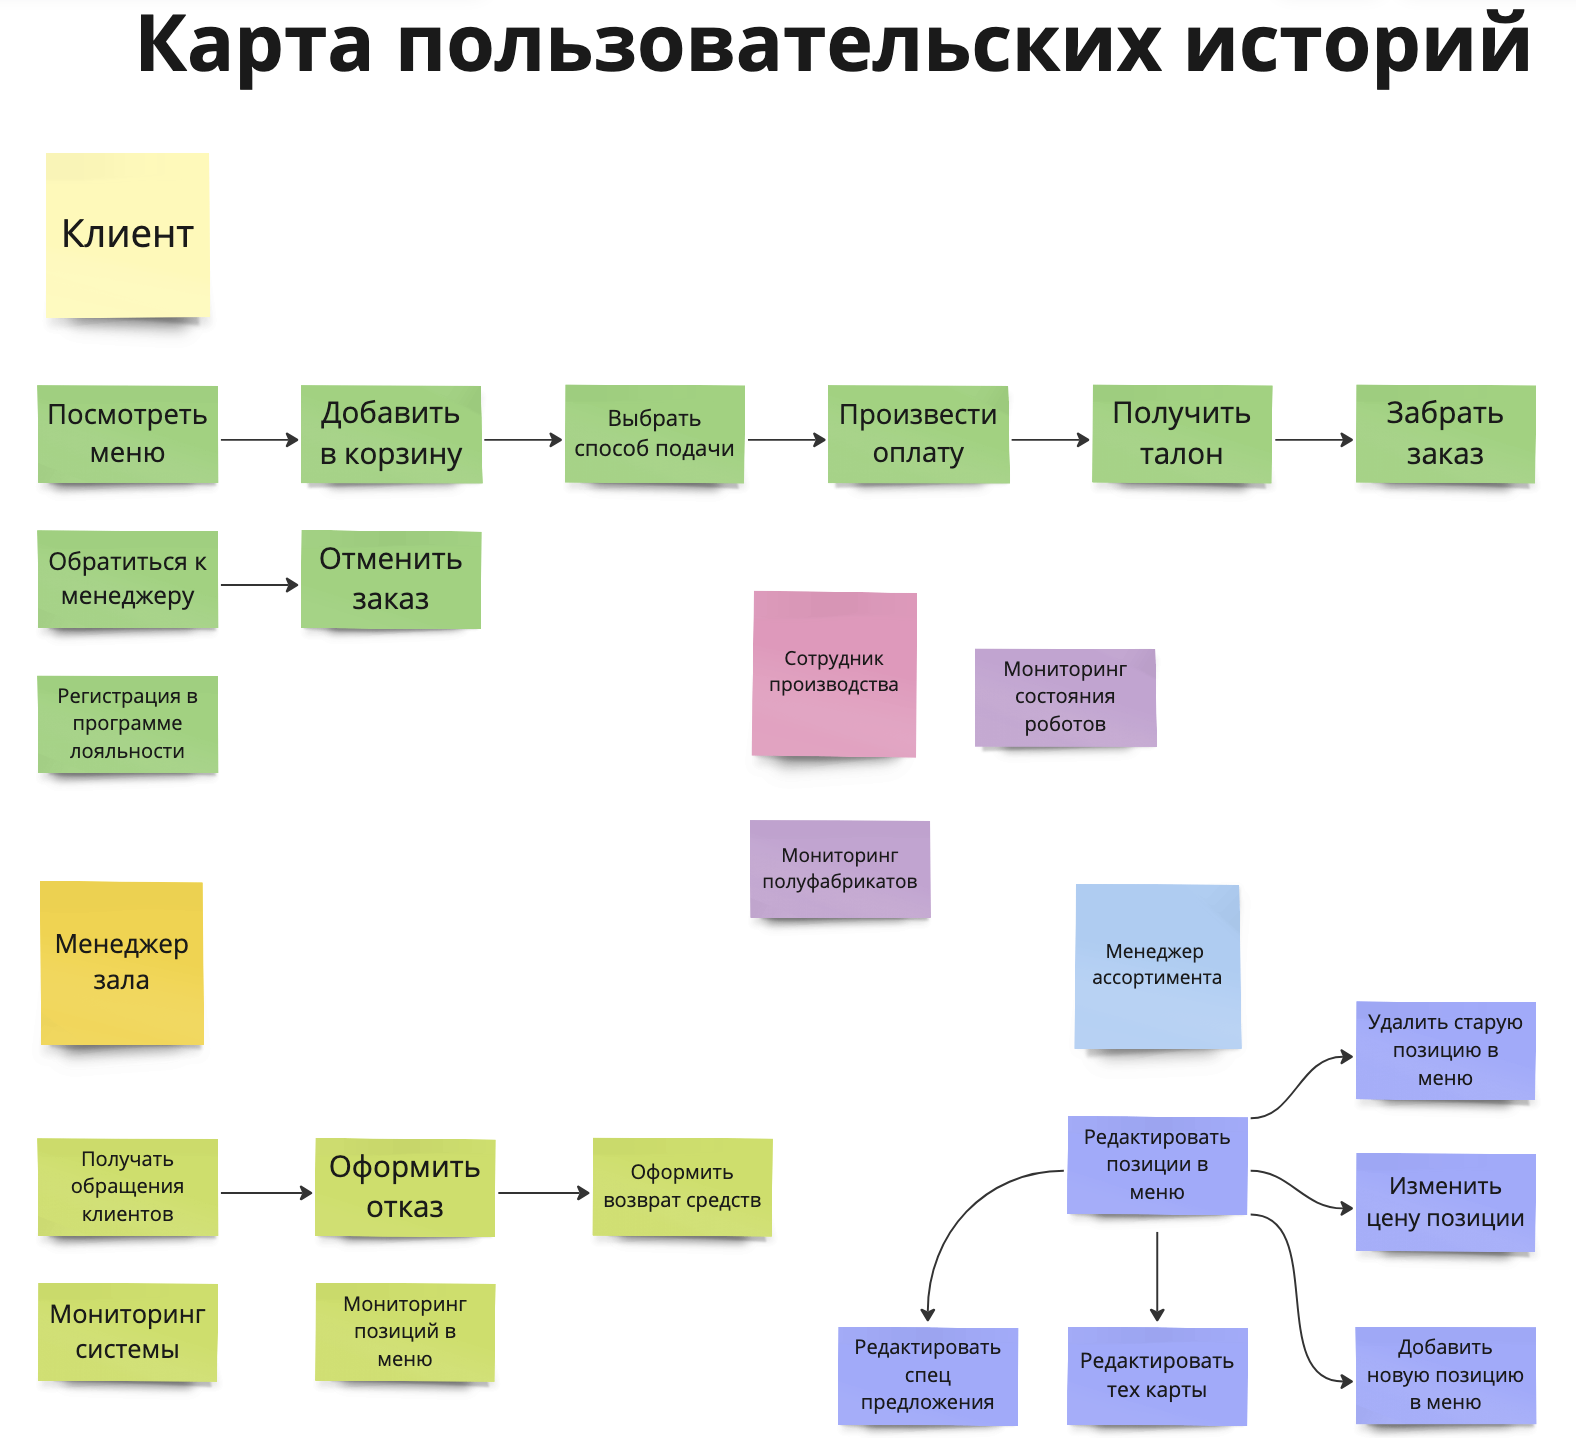 Карта пользовательских историй
Клиент
Посмотреть
меню
Добавить
в корзину
Выбрать
способ подачи
Произвести
оплату
Получить
талон
Забрать
заказ
Обратиться к
менеджеру
Отменить
заказ
Регистрация в
программе
лояльности
Сотрудник
производства
Мониторинг
состояния
роботов
Мониторинг
полуфабрикатов
Менеджер
зала
Получать
обращения
клиентов
Оформить
отказ
Оформить
возврат средств
Мониторинг
системы
Мониторинг
позиций в
меню
Менеджер
ассортимента
Редактировать
позиции в
меню
Удалить старую
позицию в
меню
Изменить
цену позиции
Добавить
новую позицию
в меню
Редактировать
спец
предложения
Редактировать
тех карты